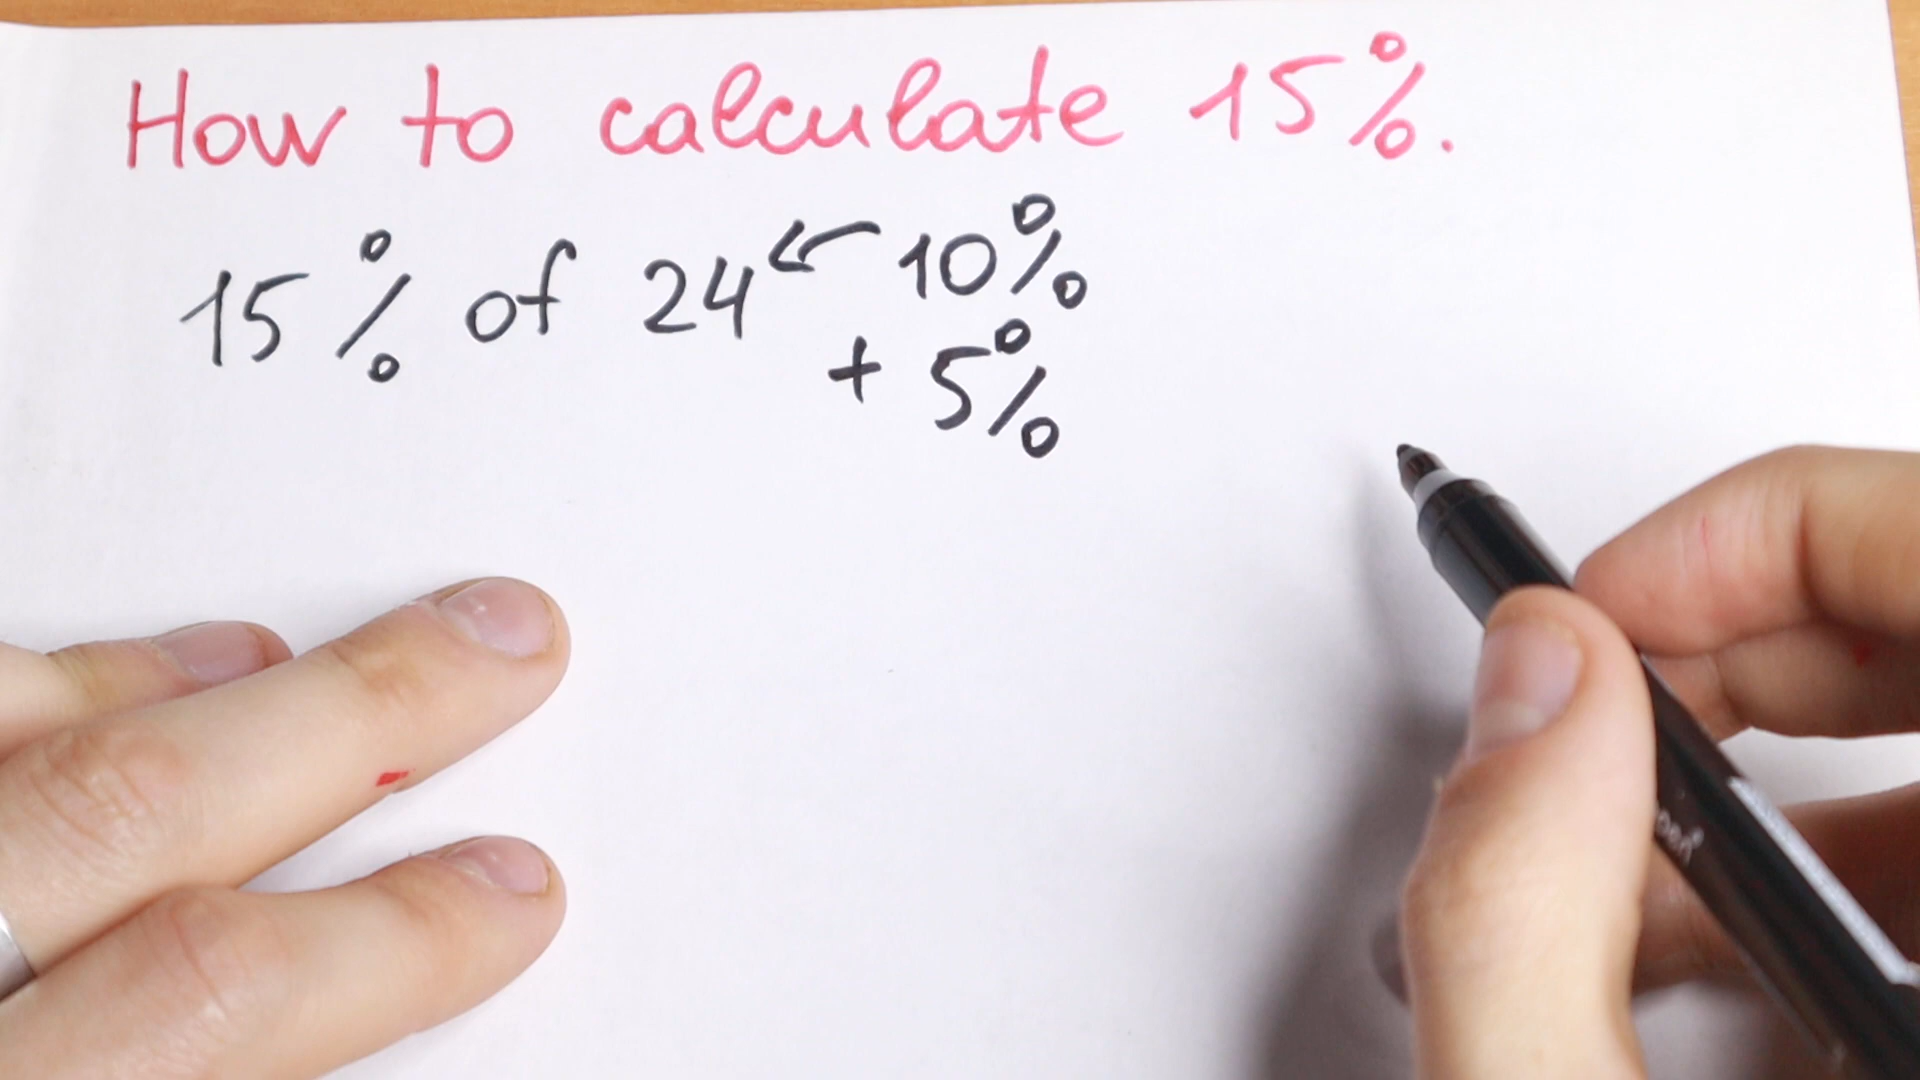 How to calculate 15%.
15% of 24 ← 10%
+ 5%